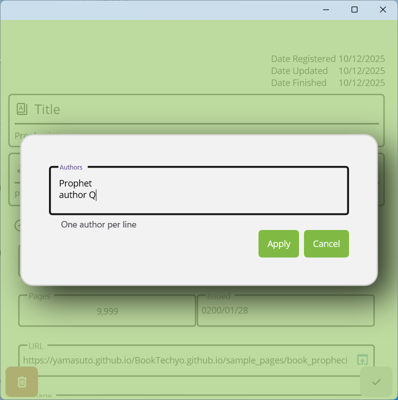 Date Registered 10/12/2025
Date Updated 10/12/2025
Date Finished 10/12/2025
Title
Authors
Prophet
author Q
One author per line
Apply
Cancel
Pages
9,999
0200/01/28
URL
https://yamasuto.github.io/BookTechyo.github.io/sample_pages/book_propheci